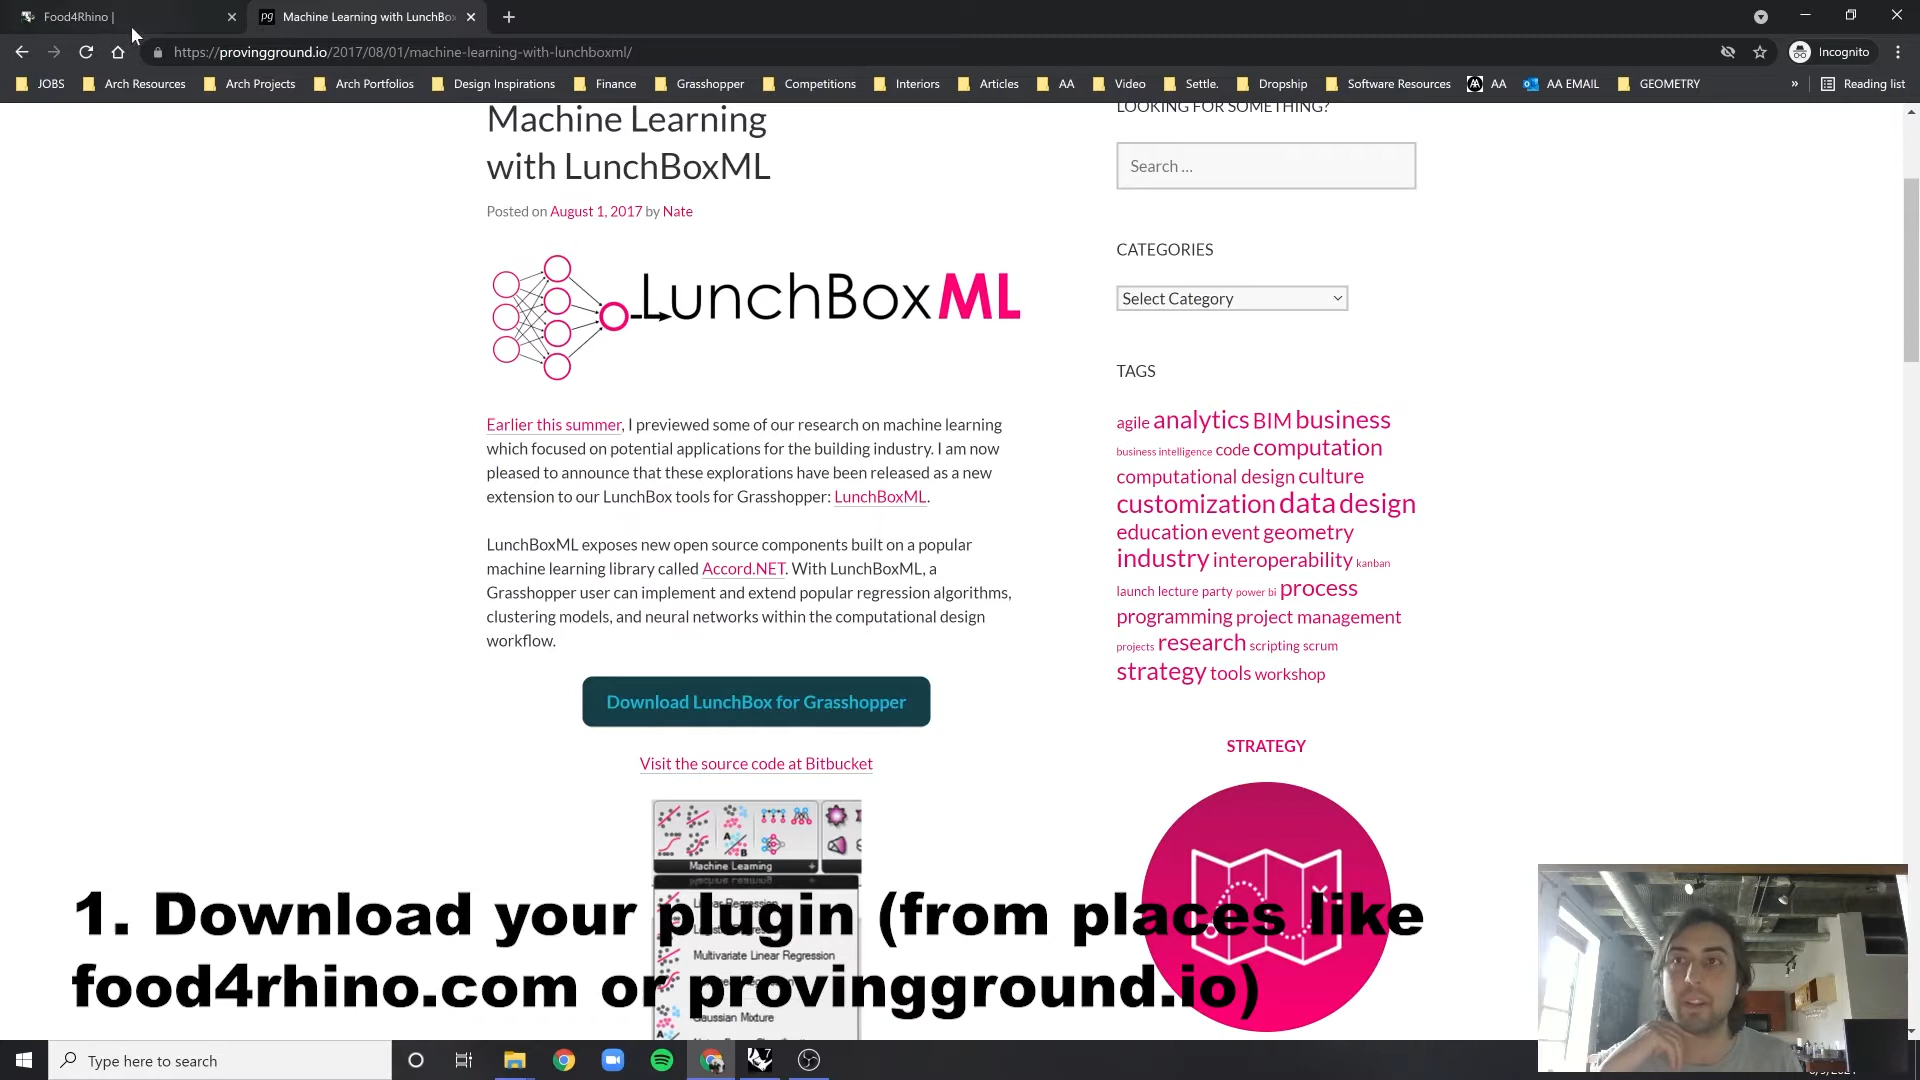 Food4Rhino |
pg Machine Learning with LunchBox
https://provingground.io/2017/08/01/machine-learning-with-lunchboxml/
Incognito
JOBS Arch Resources Arch Projects Arch Portfolios Design Inspirations Finance Grasshopper Competitions Interiors Articles AA Video Settle. Dropship Software Resources AA AA EMAIL GEOMETRY » Reading list
Machine Learning
with LunchBoxML
Posted on August 1, 2017 by Nate
LunchBoxML
Earlier this summer, I previewed some of our research on machine learning
which focused on potential applications for the building industry. I am now
pleased to announce that these explorations have been released as a new
extension to our LunchBox tools for Grasshopper: LunchBoxML.
LunchBoxML exposes new open source components built on a popular
machine learning library called Accord.NET. With LunchBoxML, a
Grasshopper user can implement and extend popular regression algorithms,
clustering models, and neural networks within the computational design
workflow.
Download LunchBox for Grasshopper
Visit the source code at Bitbucket
Machine Learning
Multivariate Linear Regression
Gaussian Mixture
LOOKING FOR SOMETHING?
Search ...
CATEGORIES
Select Category
TAGS
agile analytics BIM business
business intelligence code computation
computational design culture
customization data design
education event geometry
industry interoperability kanban
launch lecture party power bi process
programming project management
projects research scripting scrum
strategy tools workshop
STRATEGY
1. Download your plugin (from places like
food4rhino.com or provingground.io)
Type here to search